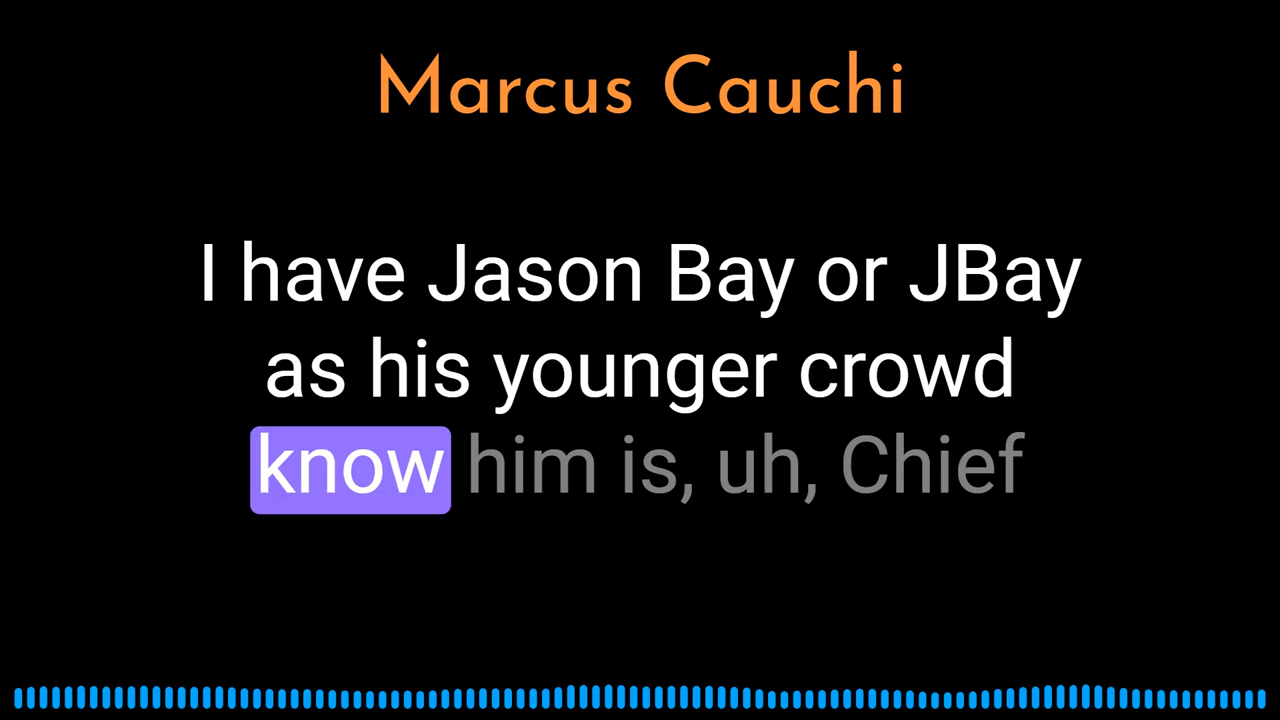 Marcus Cauchi
I have Jason Bay or JBay
as his younger crowd
know him is, uh, Chief